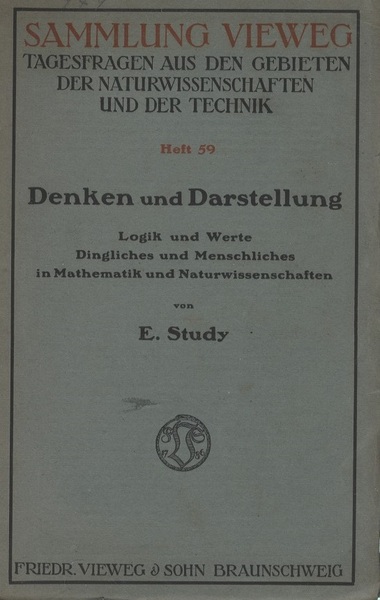 SAMMLUNG VIEWEG
TAGESFRAGEN AUS DEN GEBIETEN
DER NATURWISSENSCHAFTEN
UND DER TECHNIK
Heft 59
Denken und Darstellung
Logik und Werte
Dingliches und Menschliches
in Mathematik und Naturwissenschaften
von
E. Study
FRIEDR. VIEWEG & SOHN BRAUNSCHWEIG